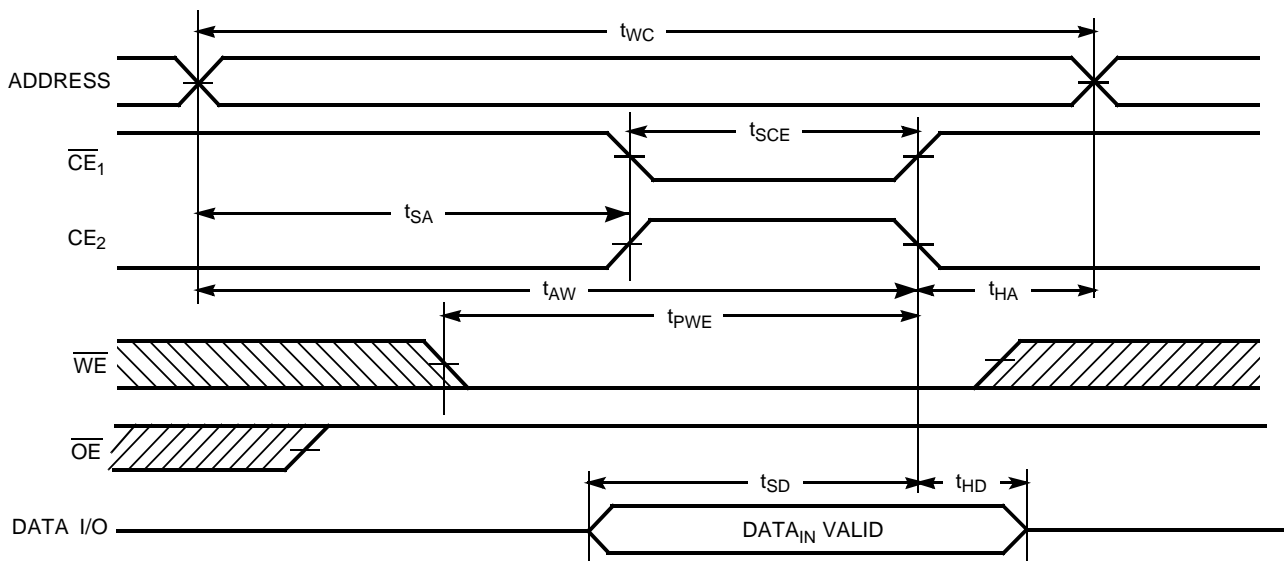 tWC
ADDRESS
tSCE
CE1
tSA
CE2
tAW
tHA
tPWE
WE
OE
tSD
tHD
DATA I/O
DATAIN VALID